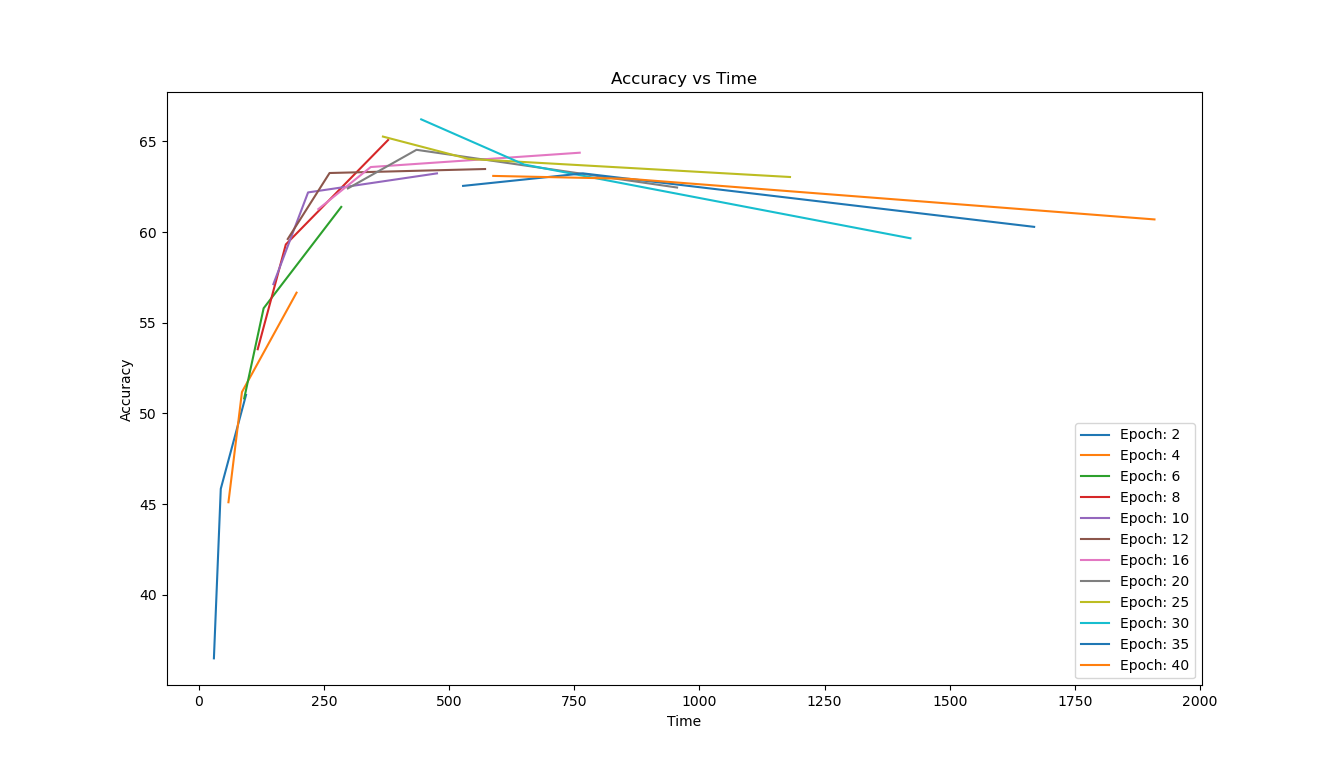 Accuracy vs Time
Accuracy
65
60
55
50
45
40
0 250 500 750 1000 1250 1500 1750 2000
Time
Epoch: 2
Epoch: 4
Epoch: 6
Epoch: 8
Epoch: 10
Epoch: 12
Epoch: 16
Epoch: 20
Epoch: 25
Epoch: 30
Epoch: 35
Epoch: 40